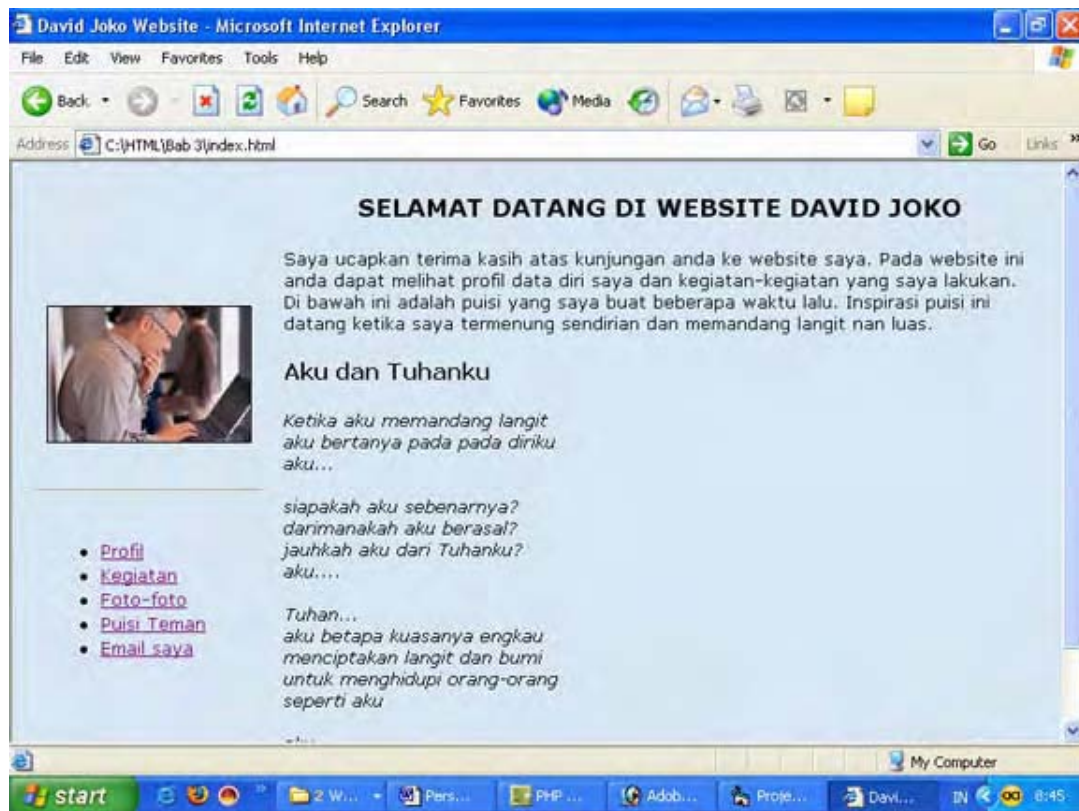 David Joko Website - Microsoft Internet Explorer
File Edit View Favorites Tools Help
Back Search Favorites Media
Address C:\HTML\Bab 3\index.html Go Links
SELAMAT DATANG DI WEBSITE DAVID JOKO
Saya ucapkan terima kasih atas kunjungan anda ke website saya. Pada website ini
anda dapat melihat profil data diri saya dan kegiatan-kegiatan yang saya lakukan.
Di bawah ini adalah puisi yang saya buat beberapa waktu lalu. Inspirasi puisi ini
datang ketika saya termenung sendirian dan memandang langit nan luas.
Aku dan Tuhanku
Ketika aku memandang langit
aku bertanya pada pada diriku
aku...
siapakah aku sebenarnya?
darimanakah aku berasal?
jauhkah aku dari Tuhanku?
aku....
Tuhan...
aku betapa kuasanya engkau
menciptakan langit dan bumi
untuk menghidupi orang-orang
seperti aku
Profil
Kegiatan
Foto-foto
Puisi Teman
Email saya
My Computer
start 2 W... Pers... PHP ... Adob... Proje... Davi... IN 8:45